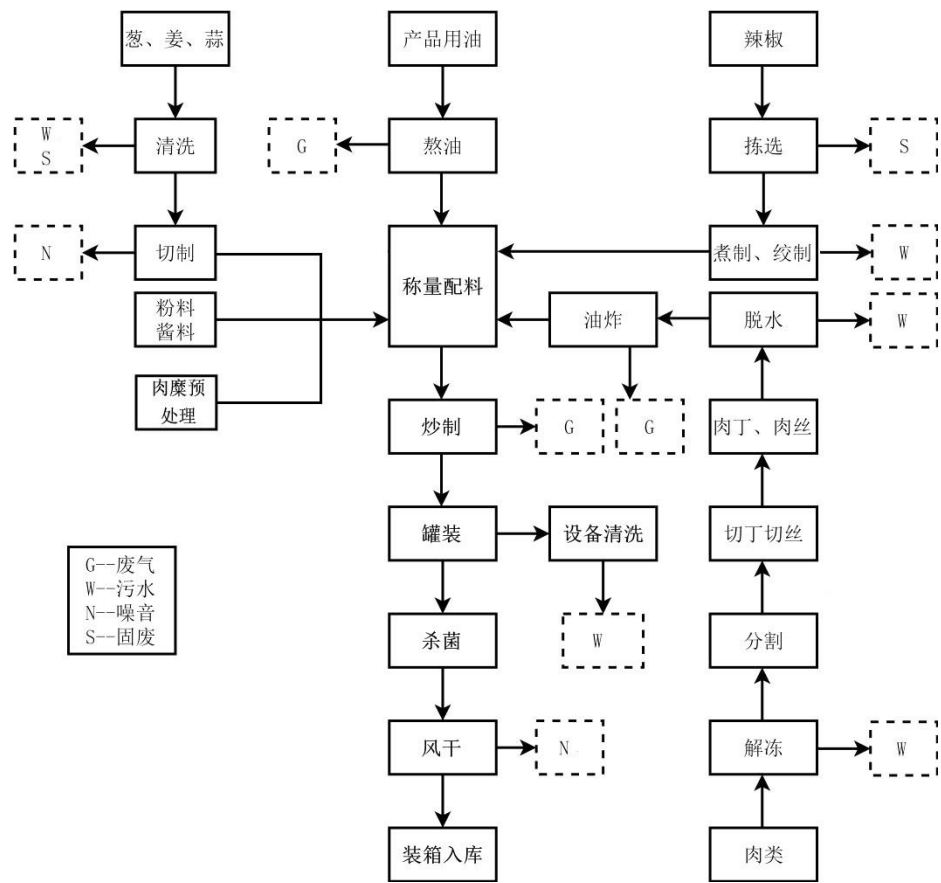 葱、姜、蒜
产品用油
辣椒
W
S
清洗
G
熬油
拣选
S
N
切制
称量配料
煮制、绞制
W
粉料
酱料
油炸
脱水
W
肉糜预
处理
炒制
G
G
肉丁、肉丝
罐装
设备清洗
切丁切丝
G--废气
W--污水
N--噪音
S--固废
杀菌
W
分割
风干
N
解冻
W
装箱入库
肉类